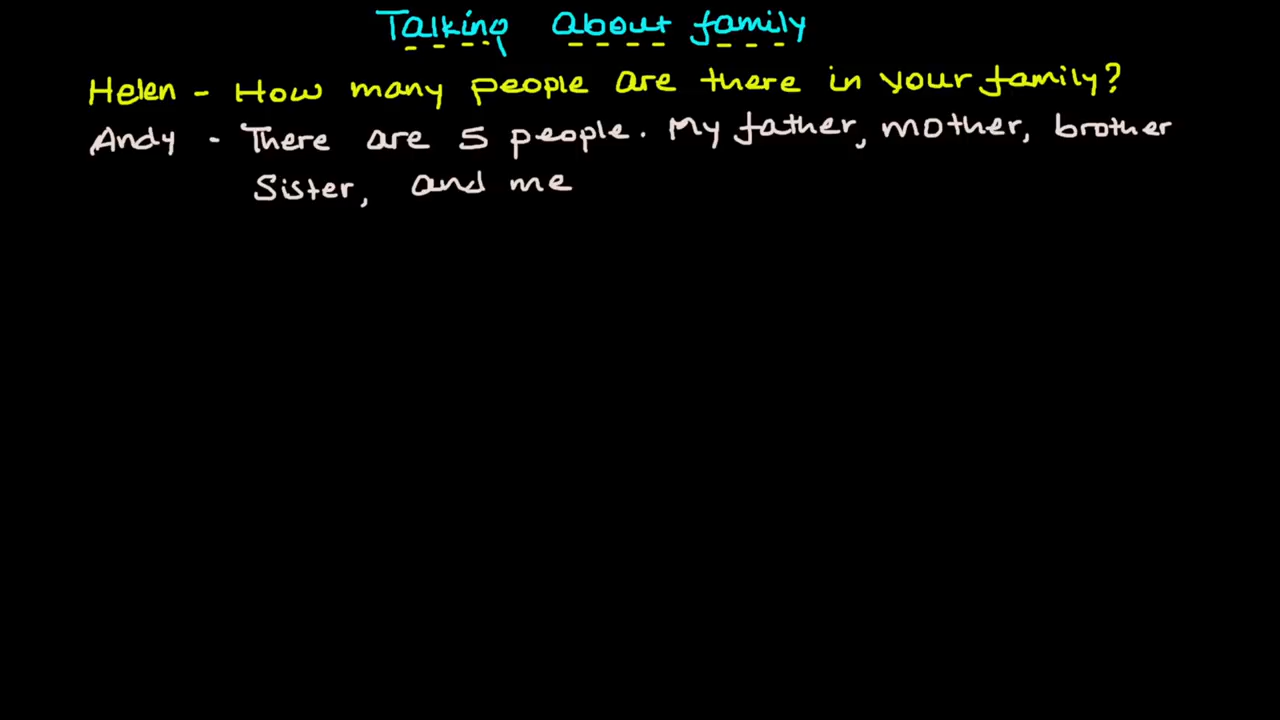 Talking about family
Helen - How many people are there in your family?
Andy - There are 5 people. My father, mother, brother
Sister, and me